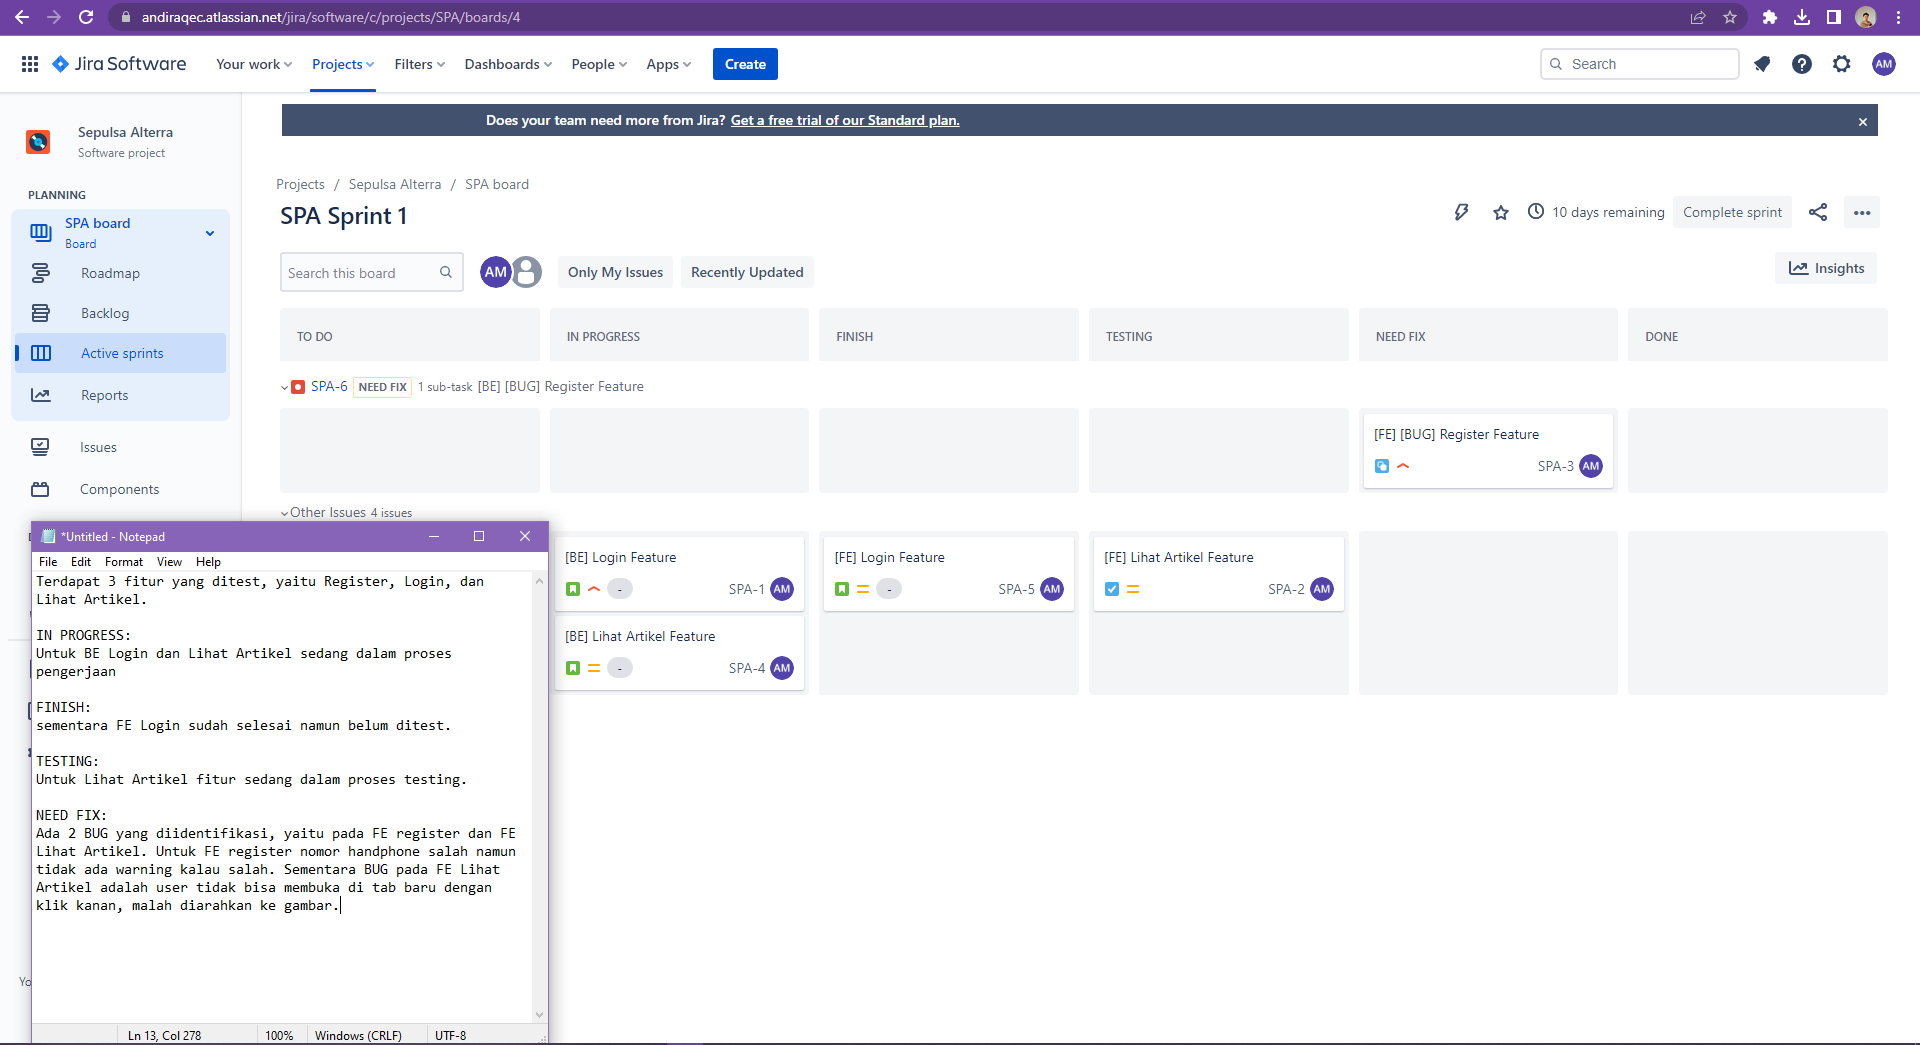 andiraqec.atlassian.net/jira/software/c/projects/SPA/boards/4
Jira Software
Your work
Projects
Filters
Dashboards
People
Apps
Create
Search
AM
Sepulsa Alterra
Software project
Does your team need more from Jira? Get a free trial of our Standard plan.
PLANNING
SPA board
Board
Roadmap
Backlog
Active sprints
Reports
Issues
Components
Projects / Sepulsa Alterra / SPA board
SPA Sprint 1
10 days remaining
Complete sprint
Search this board
AM
Only My Issues
Recently Updated
Insights
TO DO
IN PROGRESS
FINISH
TESTING
NEED FIX
DONE
SPA-6 NEED FIX 1 sub-task [BE] [BUG] Register Feature
[FE] [BUG] Register Feature
SPA-3 AM
Other Issues 4 issues
[BE] Login Feature
- SPA-1 AM
[BE] Lihat Artikel Feature
- SPA-4 AM
[FE] Login Feature
- SPA-5 AM
[FE] Lihat Artikel Feature
SPA-2 AM
*Untitled - Notepad
File Edit Format View Help
Terdapat 3 fitur yang ditest, yaitu Register, Login, dan
Lihat Artikel.
IN PROGRESS:
Untuk BE Login dan Lihat Artikel sedang dalam proses
pengerjaan
FINISH:
sementara FE Login sudah selesai namun belum ditest.
TESTING:
Untuk Lihat Artikel fitur sedang dalam proses testing.
NEED FIX:
Ada 2 BUG yang diidentifikasi, yaitu pada FE register dan FE
Lihat Artikel. Untuk FE register nomor handphone salah namun
tidak ada warning kalau salah. Sementara BUG pada FE Lihat
Artikel adalah user tidak bisa membuka di tab baru dengan
klik kanan, malah diarahkan ke gambar.
Yo
Ln 13, Col 278
100%
Windows (CRLF)
UTF-8